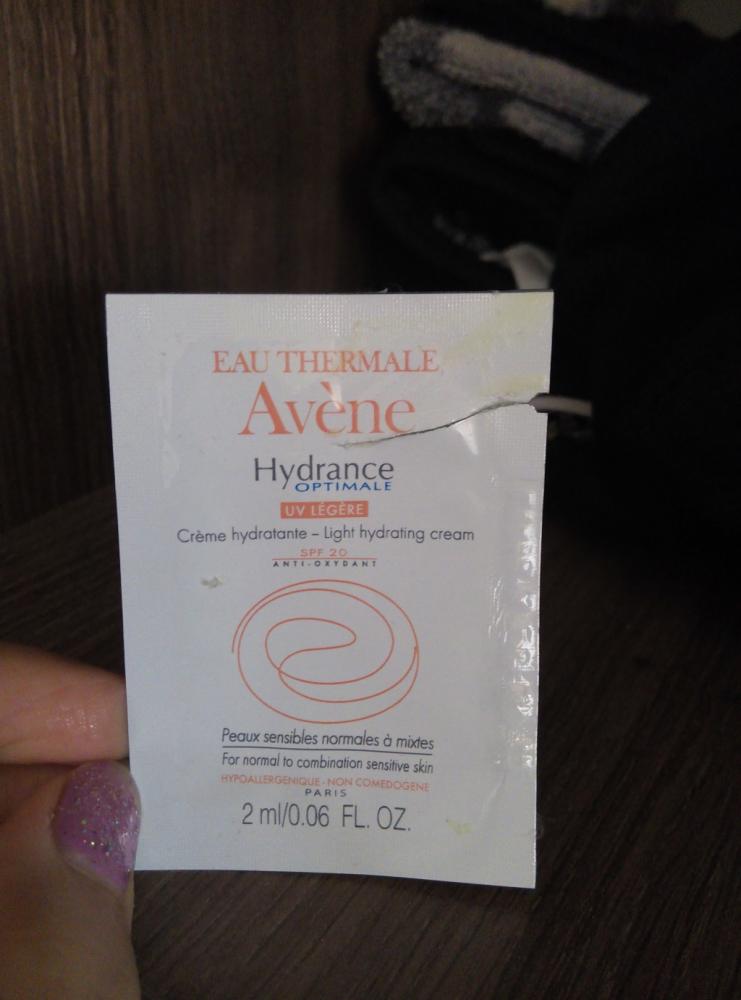 EAU THERMALE
Avène
Hydrance
OPTIMALE
UV LÉGÈRE
Crème hydratante – Light hydrating cream
SPF 20
ANTI-OXYDANT
Peaux sensibles normales à mixtes
For normal to combination sensitive skin
HYPOALLERGENIQUE - NON COMEDOGENE
PARIS
2 ml/0.06 FL. OZ.